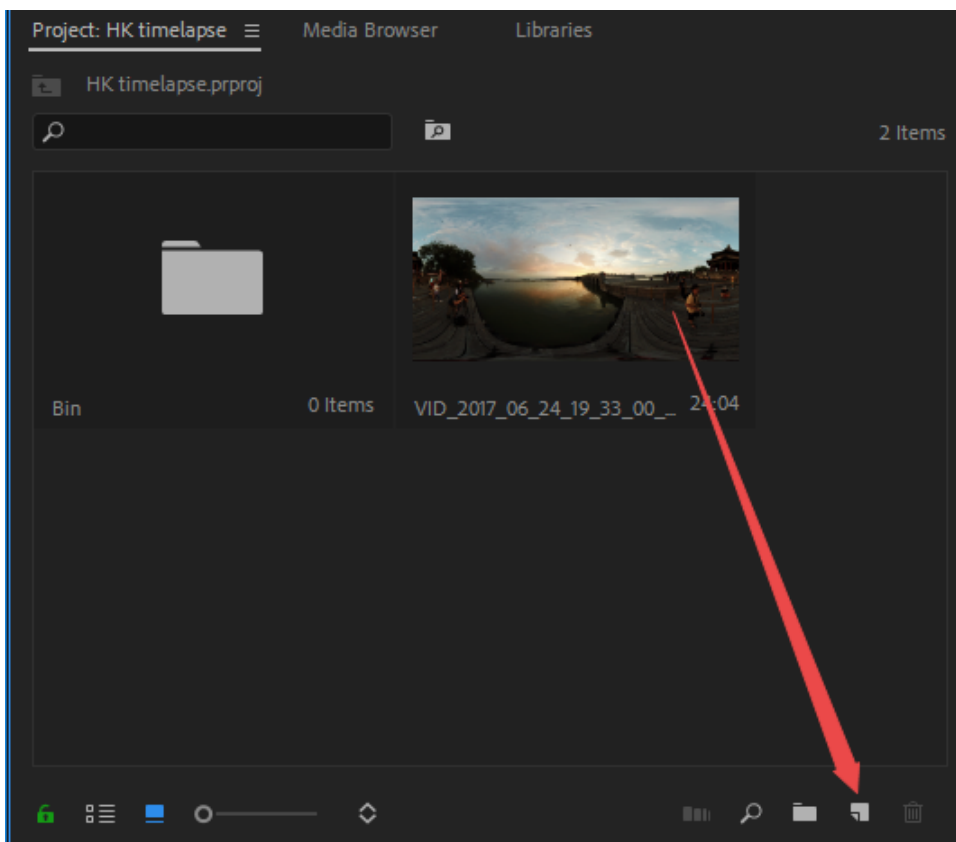 Project: HK timelapse Media Browser Libraries
HK timelapse.prproj
2 Items
Bin 0 Items VID_2017_06_24_19_33_00_... 24:04